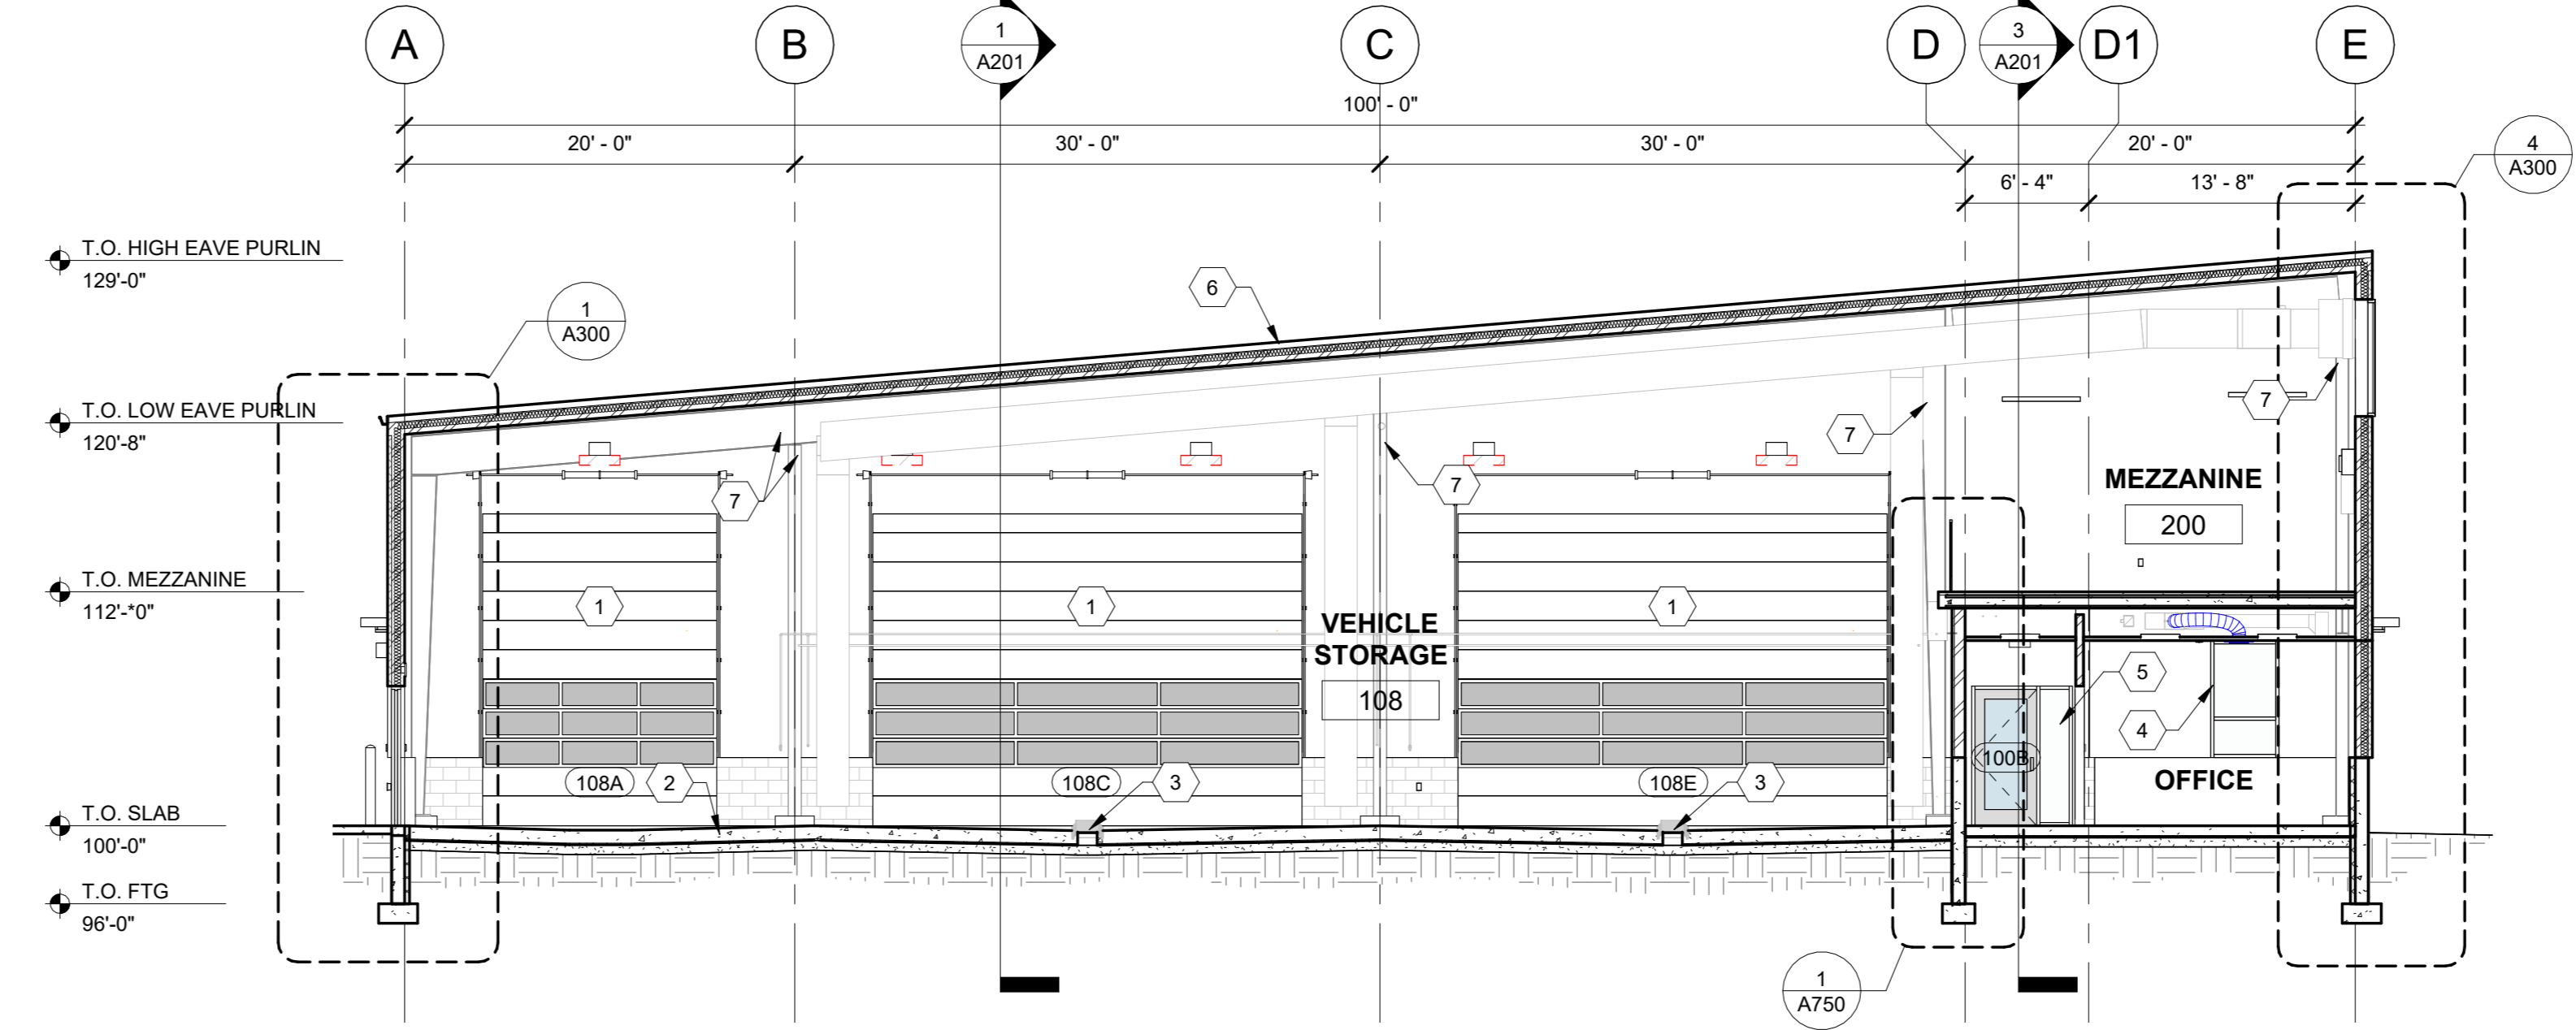 A
B
1
A201
C
D
3
A201
D1
E
100' - 0"
20' - 0"
30' - 0"
30' - 0"
20' - 0"
4
A300
6' - 4"
13' - 8"
T.O. HIGH EAVE PURLIN
129'-0"
6
1
A300
T.O. LOW EAVE PURLIN
120'-8"
7
7
7
7
MEZZANINE
200
T.O. MEZZANINE
112'-*0"
1
1
1
VEHICLE
STORAGE
108
5
4
100B
OFFICE
108A
2
108C
3
108E
3
T.O. SLAB
100'-0"
T.O. FTG
96'-0"
1
A750